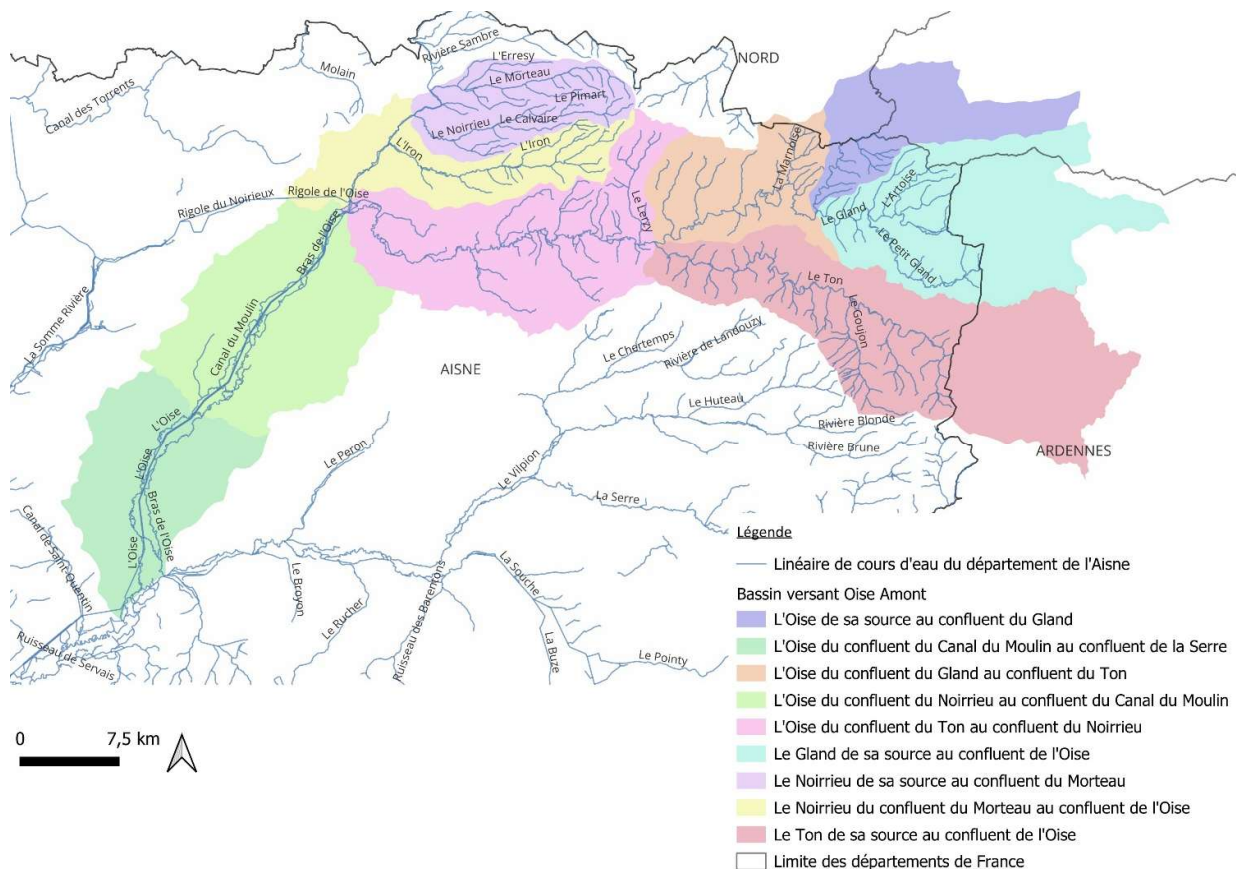 Rivière Sambre
NORD
L'Erresy
Molain
Le Morteau
Canal des Torrents
Le Pimart
Le Calvaire
Le Noirrieu
La Marnoise
L'Iron
L'Iron
L'Artoise
Rigole de l'Oise
Rigole du Noirieux
Le Lerzy
Le Gland
Bras de l'Oise
Le Petit Gland
Le Ton
La Somme Rivière
Canal du Moulin
Le Goujon
Le Chertemps
Rivière de Landouzy
AISNE
Le Huteau
L'Oise
Rivière Blonde
Rivière Brune
ARDENNES
Le Peron
L'Oise
Le Vilpion
Bras de l'Oise
La Serre
Canal de Saint-Quentin
L'Oise
La Souche
Le Broyon
Le Rucher
Ruisseau des Barentons
La Buze
Le Pointy
Ruisseau de Servais
0 7,5 km
Légende
Linéaire de cours d'eau du département de l'Aisne
Bassin versant Oise Amont
L'Oise de sa source au confluent du Gland
L'Oise du confluent du Canal du Moulin au confluent de la Serre
L'Oise du confluent du Gland au confluent du Ton
L'Oise du confluent du Noirrieu au confluent du Canal du Moulin
L'Oise du confluent du Ton au confluent du Noirrieu
Le Gland de sa source au confluent de l'Oise
Le Noirrieu de sa source au confluent du Morteau
Le Noirrieu du confluent du Morteau au confluent de l'Oise
Le Ton de sa source au confluent de l'Oise
Limite des départements de France